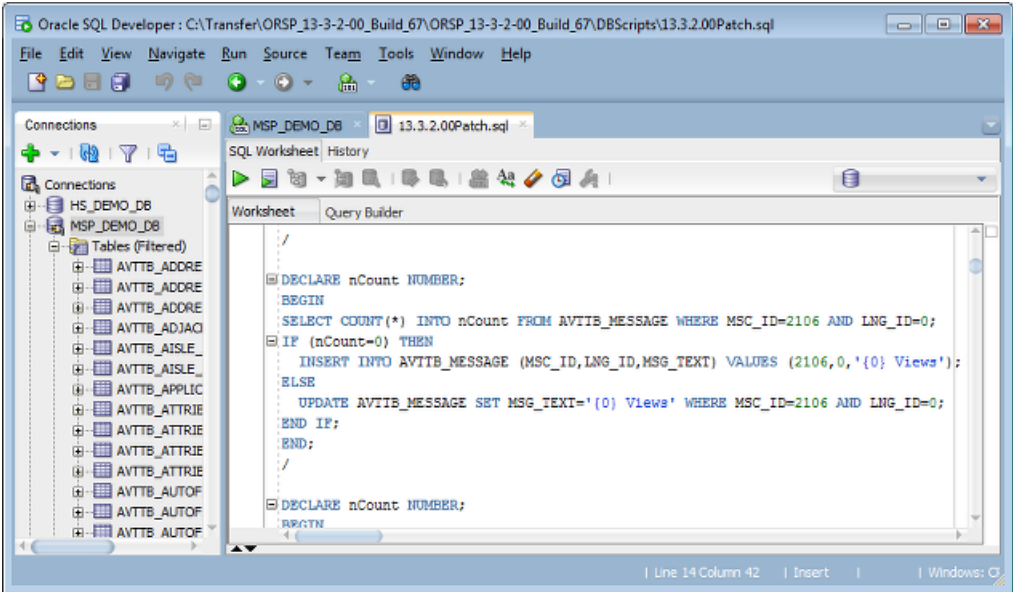 Oracle SQL Developer : C:\Transfer\ORSP_13-3-2-00_Build_67\ORSP_13-3-2-00_Build_67\DBScripts\13.3.2.00Patch.sql
File Edit View Navigate Run Source Team Tools Window Help
Connections
MSP_DEMO_DB
13.3.2.00Patch.sql
SQL Worksheet History
Connections
HS_DEMO_DB
MSP_DEMO_DB
Tables (Filtered)
AVTTB_ADDRE
AVTTB_ADDRE
AVTTB_ADDRE
AVTTB_ADJACI
AVTTB_AISLE_
AVTTB_AISLE_
AVTTB_APPLIC
AVTTB_ATTRIE
AVTTB_ATTRIE
AVTTB_ATTRIE
AVTTB_ATTRIE
AVTTB_AUTOF
AVTTB_AUTOF
AVTTB_AUTOF
Worksheet Query Builder
/
DECLARE nCount NUMBER;
BEGIN
SELECT COUNT(*) INTO nCount FROM AVTTB_MESSAGE WHERE MSC_ID=2106 AND LNG_ID=0;
IF (nCount=0) THEN
INSERT INTO AVTTB_MESSAGE (MSC_ID,LNG_ID,MSG_TEXT) VALUES (2106,0,'{0} Views');
ELSE
UPDATE AVTTB_MESSAGE SET MSG_TEXT='{0} Views' WHERE MSC_ID=2106 AND LNG_ID=0;
END IF;
END;
/
DECLARE nCount NUMBER;
BEGIN
Line 14 Column 42 | Insert | | Windows: CR